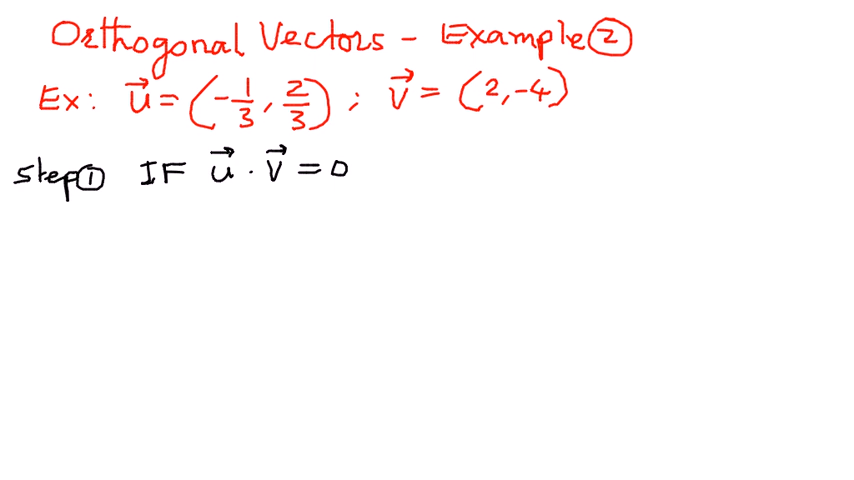 Orthogonal Vectors - Example ②
Ex: u⃗ = (-1/3, 2/3) ; v⃗ = (2, -4)
Step ① IF u⃗ · v⃗ = 0